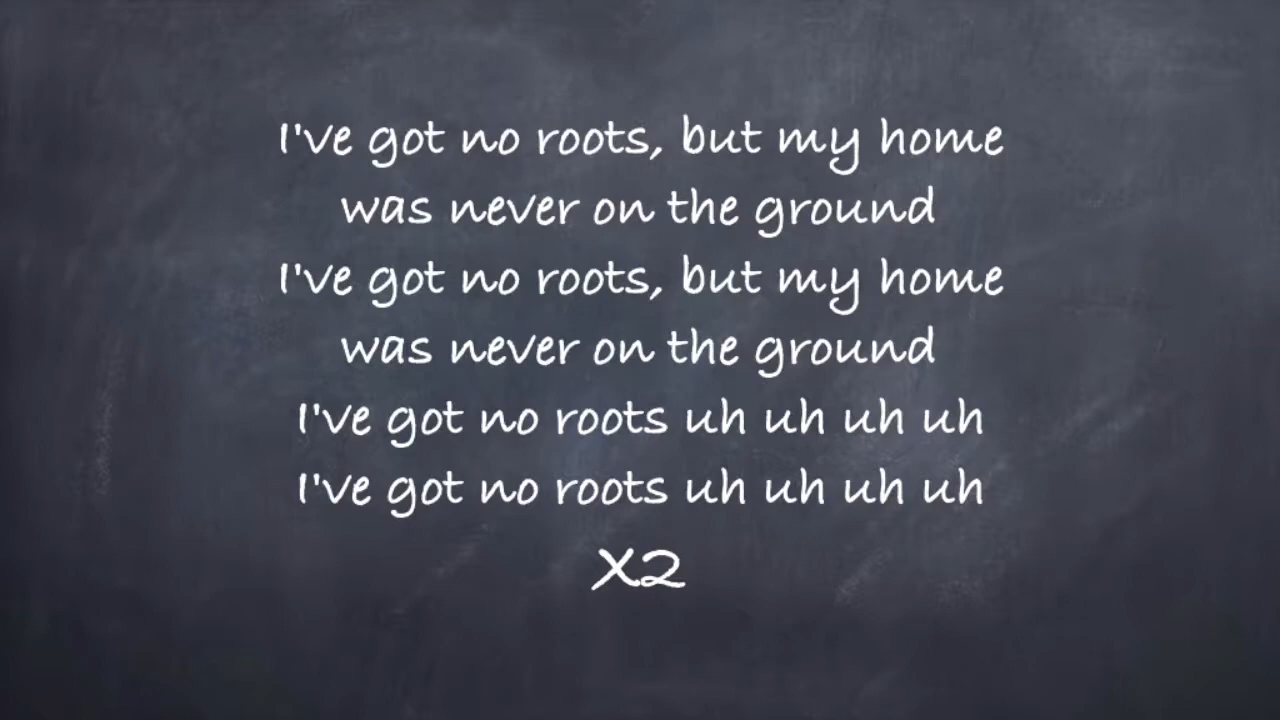 I've got no roots, but my home
was never on the ground
I've got no roots, but my home
was never on the ground
I've got no roots uh uh uh uh
I've got no roots uh uh uh uh
X2